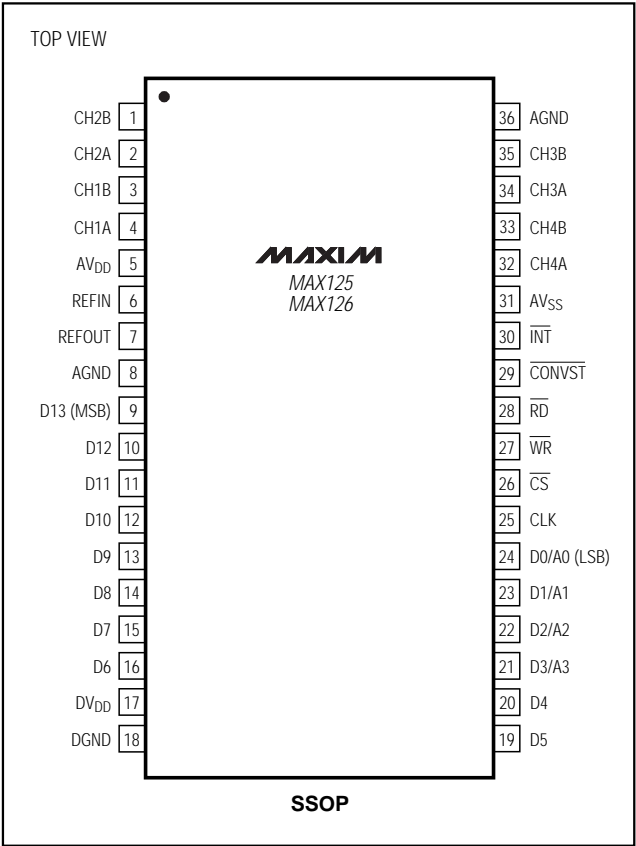 TOP VIEW
CH2B 1
CH2A 2
CH1B 3
CH1A 4
AVDD 5
REFIN 6
REFOUT 7
AGND 8
D13 (MSB) 9
D12 10
D11 11
D10 12
D9 13
D8 14
D7 15
D6 16
DVDD 17
DGND 18
MAXIM
MAX125
MAX126
36 AGND
35 CH3B
34 CH3A
33 CH4B
32 CH4A
31 AVSS
30 INT
29 CONVST
28 RD
27 WR
26 CS
25 CLK
24 D0/A0 (LSB)
23 D1/A1
22 D2/A2
21 D3/A3
20 D4
19 D5
SSOP